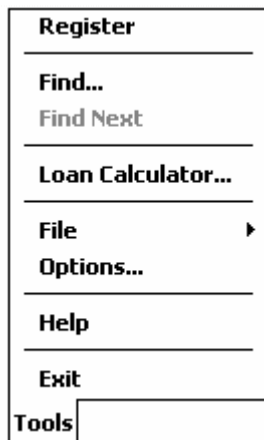 Register
Find...
Find Next
Loan Calculator...
File
Options...
Help
Exit
Tools